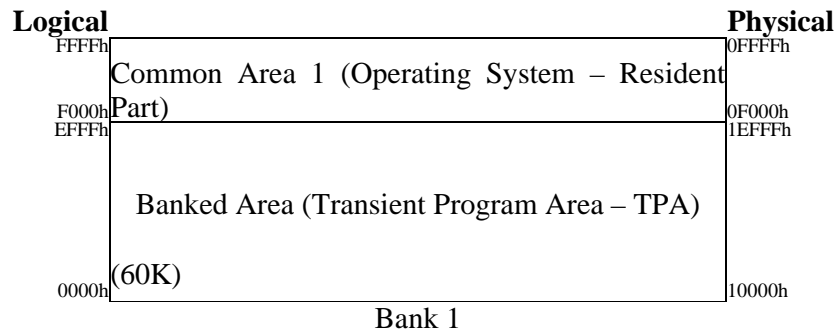 Logical Physical
FFFFh 0FFFFh
Common Area 1 (Operating System – Resident
F000h Part) 0F000h
EFFFh 1EFFFh
Banked Area (Transient Program Area – TPA)
(60K)
0000h 10000h
Bank 1